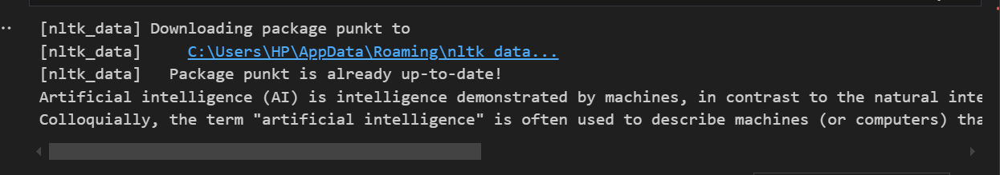 [nltk_data] Downloading package punkt to
[nltk_data]     C:\Users\HP\AppData\Roaming\nltk_data...
[nltk_data]   Package punkt is already up-to-date!
Artificial intelligence (AI) is intelligence demonstrated by machines, in contrast to the natural inte
Colloquially, the term "artificial intelligence" is often used to describe machines (or computers) tha